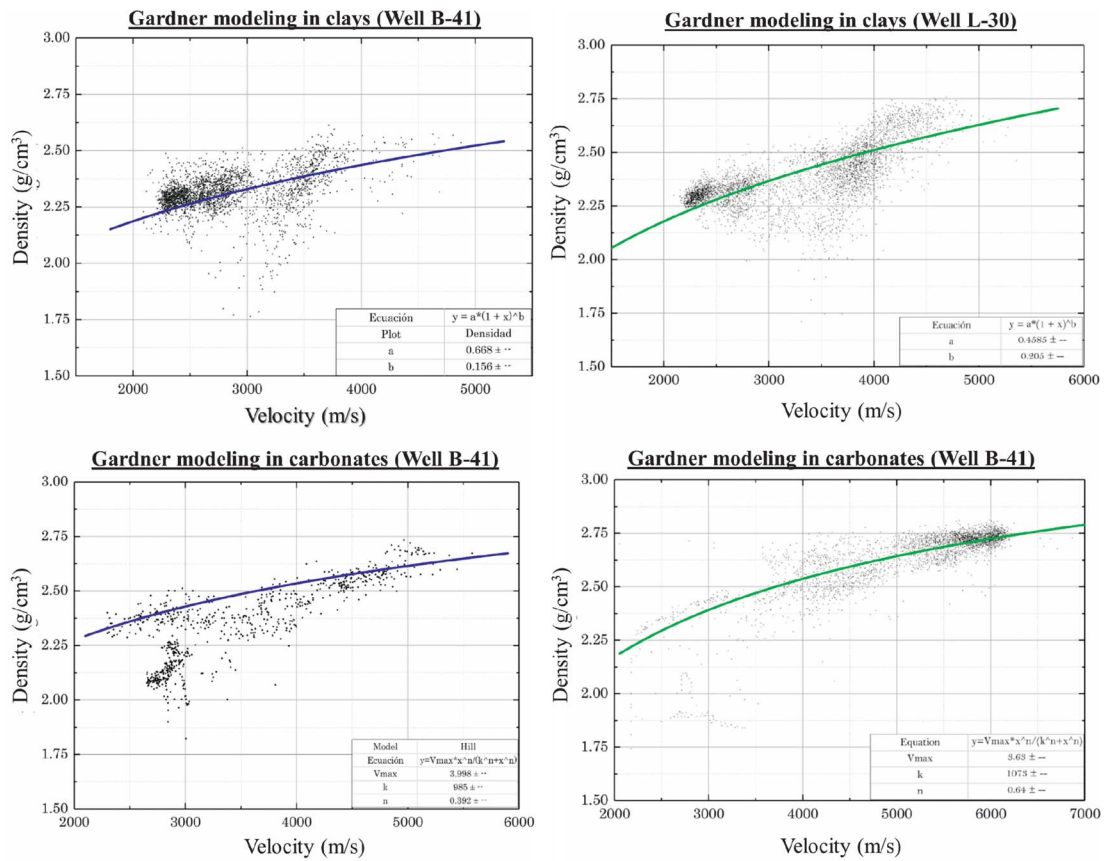 Gardner modeling in clays (Well B-41)
3.00
2.75
2.50
2.25
2.00
1.75
1.50
Density (g/cm³)
2000 3000 4000 5000
Velocity (m/s)
Ecuación y = a*(1 + x)^b
Plot Densidad
a 0.668 ± --
b 0.156 ± --
Gardner modeling in clays (Well L-30)
3.00
2.75
2.50
2.25
2.00
1.75
1.50
Density (g/cm³)
2000 3000 4000 5000 6000
Velocity (m/s)
Ecuación y = a*(1 + x)^b
a 0.4585 ± --
b 0.205 ± --
Gardner modeling in carbonates (Well B-41)
3.00
2.75
2.50
2.25
2.00
1.75
1.50
Density (g/cm³)
2000 3000 4000 5000 6000
Velocity (m/s)
Model Hill
Ecuación y=Vmax*x^n/(k^n+x^n)
Vmax 3.998 ± --
k 985 ± --
n 0.392 ± --
Gardner modeling in carbonates (Well B-41)
3.00
2.75
2.50
2.25
2.00
1.75
1.50
Density (g/cm³)
2000 3000 4000 5000 6000 7000
Velocity (m/s)
Equation y=Vmax*x^n/(k^n+x^n)
Vmax 3.63 ± --
k 1073 ± --
n 0.64 ± --